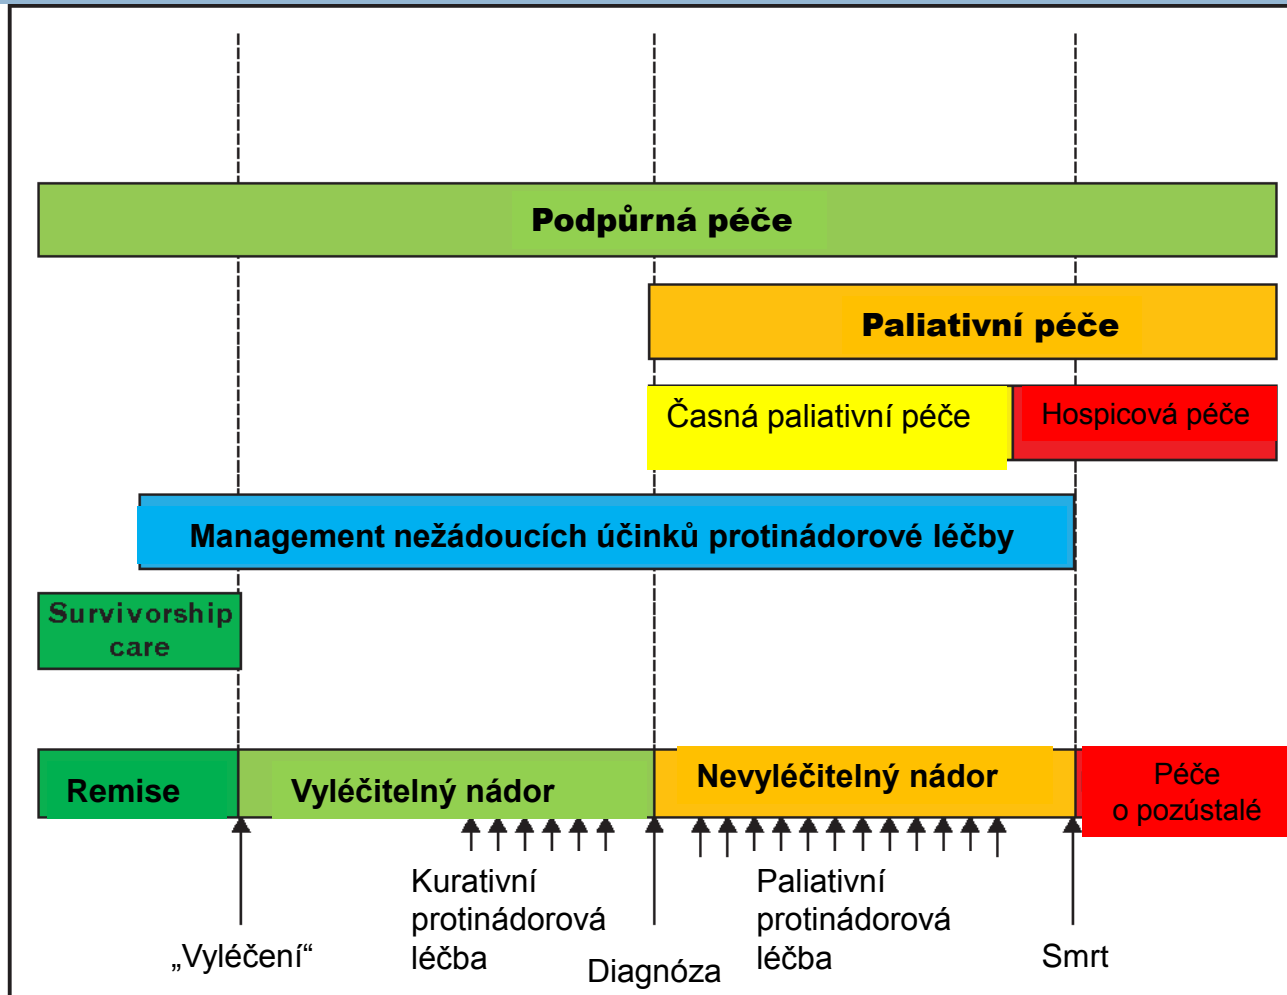 Podpůrná péče
Paliativní péče
Časná paliativní péče
Hospicová péče
Management nežádoucích účinků protinádorové léčby
Survivorship
care
Remise
Vyléčitelný nádor
Nevyléčitelný nádor
Péče
o pozústalé
„Vyléčení“
Kurativní
protinádorová
léčba
Diagnóza
Paliativní
protinádorová
léčba
Smrt